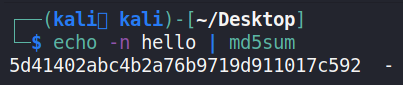 ┌──(kali㉿kali)-[~/Desktop]
└─$ echo -n hello | md5sum
5d41402abc4b2a76b9719d911017c592  -